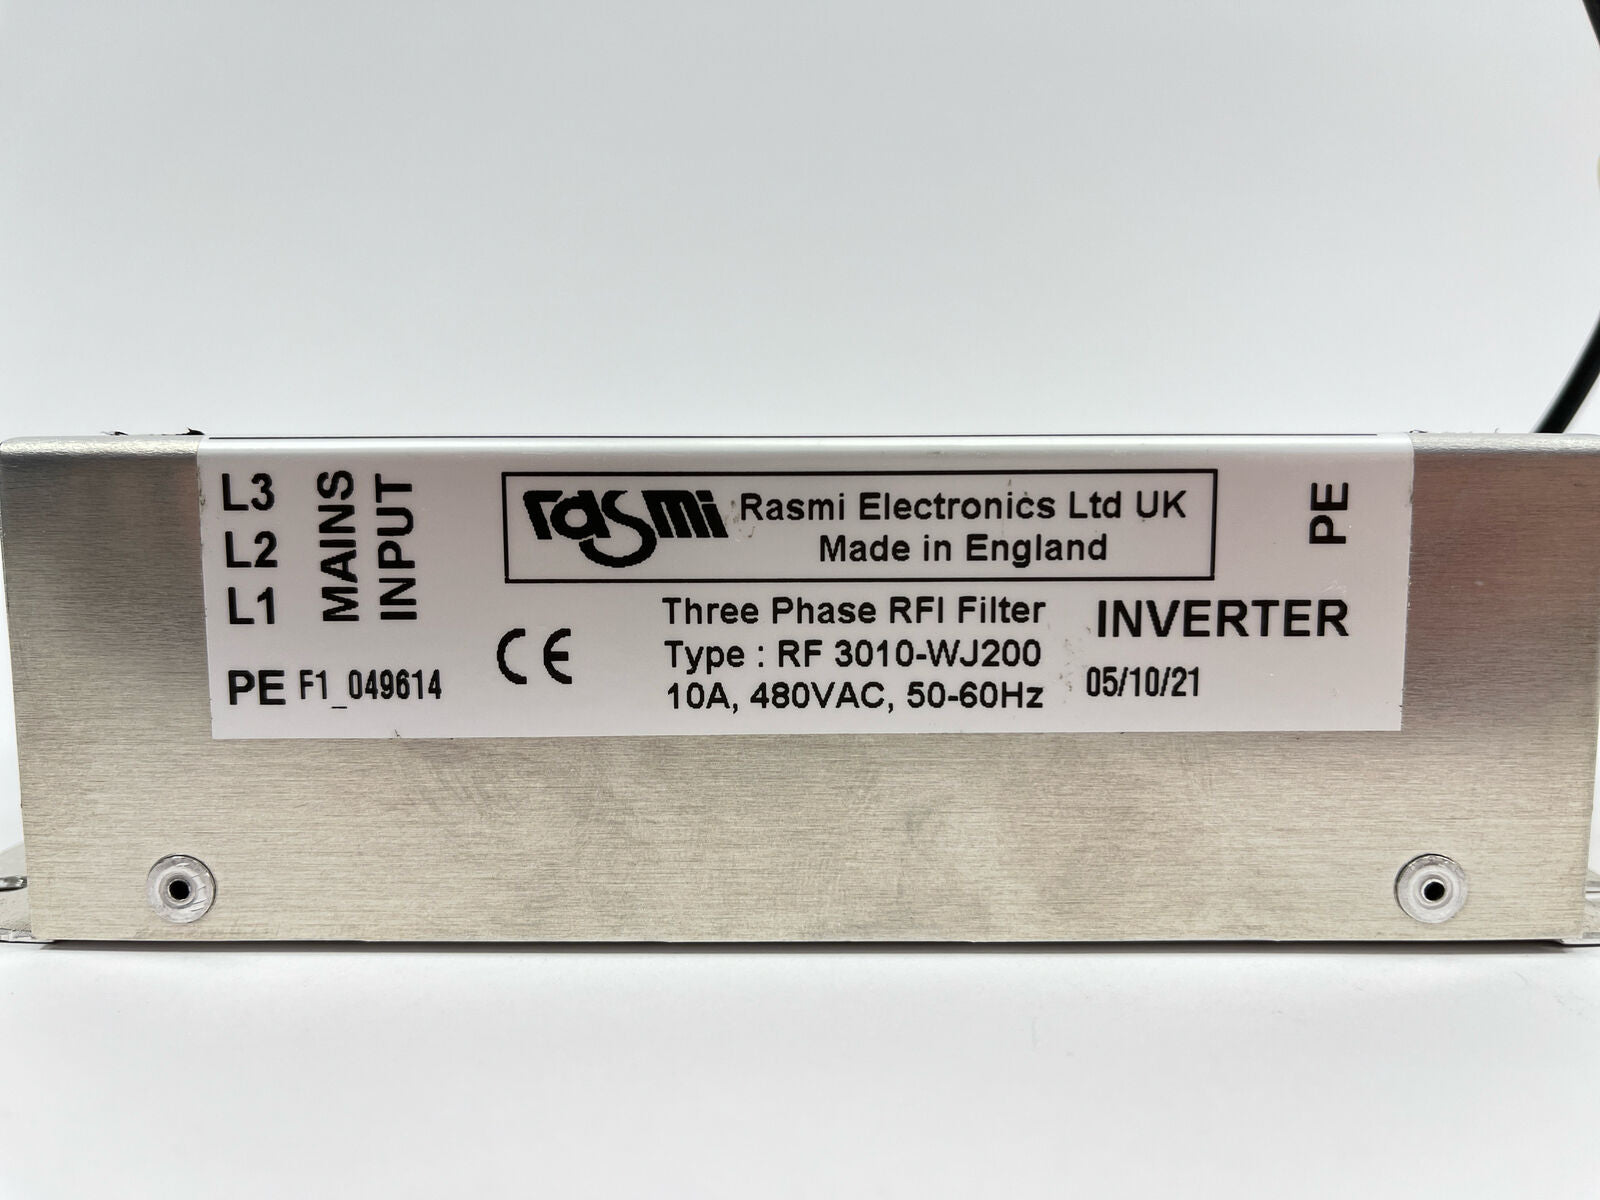 L3
L2
L1
MAINS
INPUT
PE F1_049614
rasmi
Rasmi Electronics Ltd UK
Made in England
CE
Three Phase RFI Filter
Type : RF 3010-WJ200
10A, 480VAC, 50-60Hz
PE
INVERTER
05/10/21